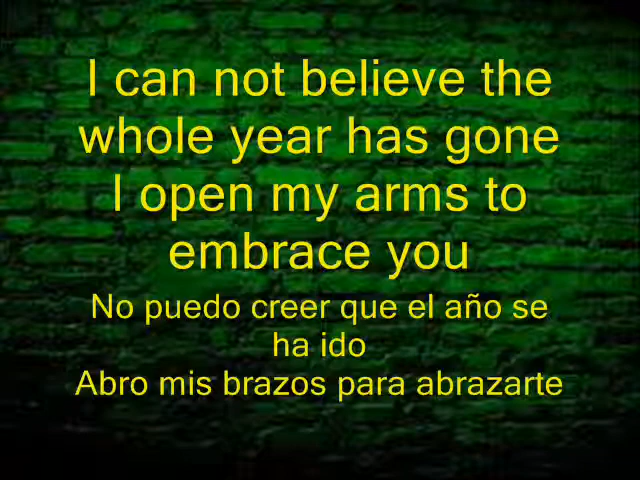 I can not believe the
whole year has gone
I open my arms to
embrace you
No puedo creer que el año se
ha ido
Abro mis brazos para abrazarte